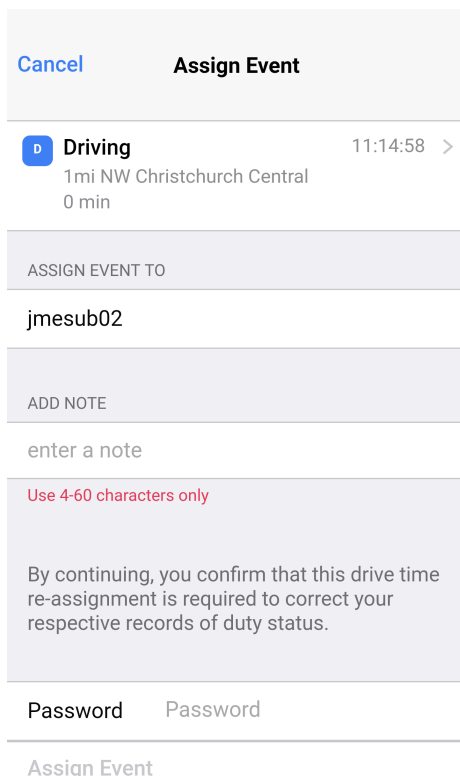 Cancel Assign Event
D Driving 11:14:58
1mi NW Christchurch Central
0 min
ASSIGN EVENT TO
jmesub02
ADD NOTE
enter a note
Use 4-60 characters only
By continuing, you confirm that this drive time
re-assignment is required to correct your
respective records of duty status.
Password Password
Assign Event